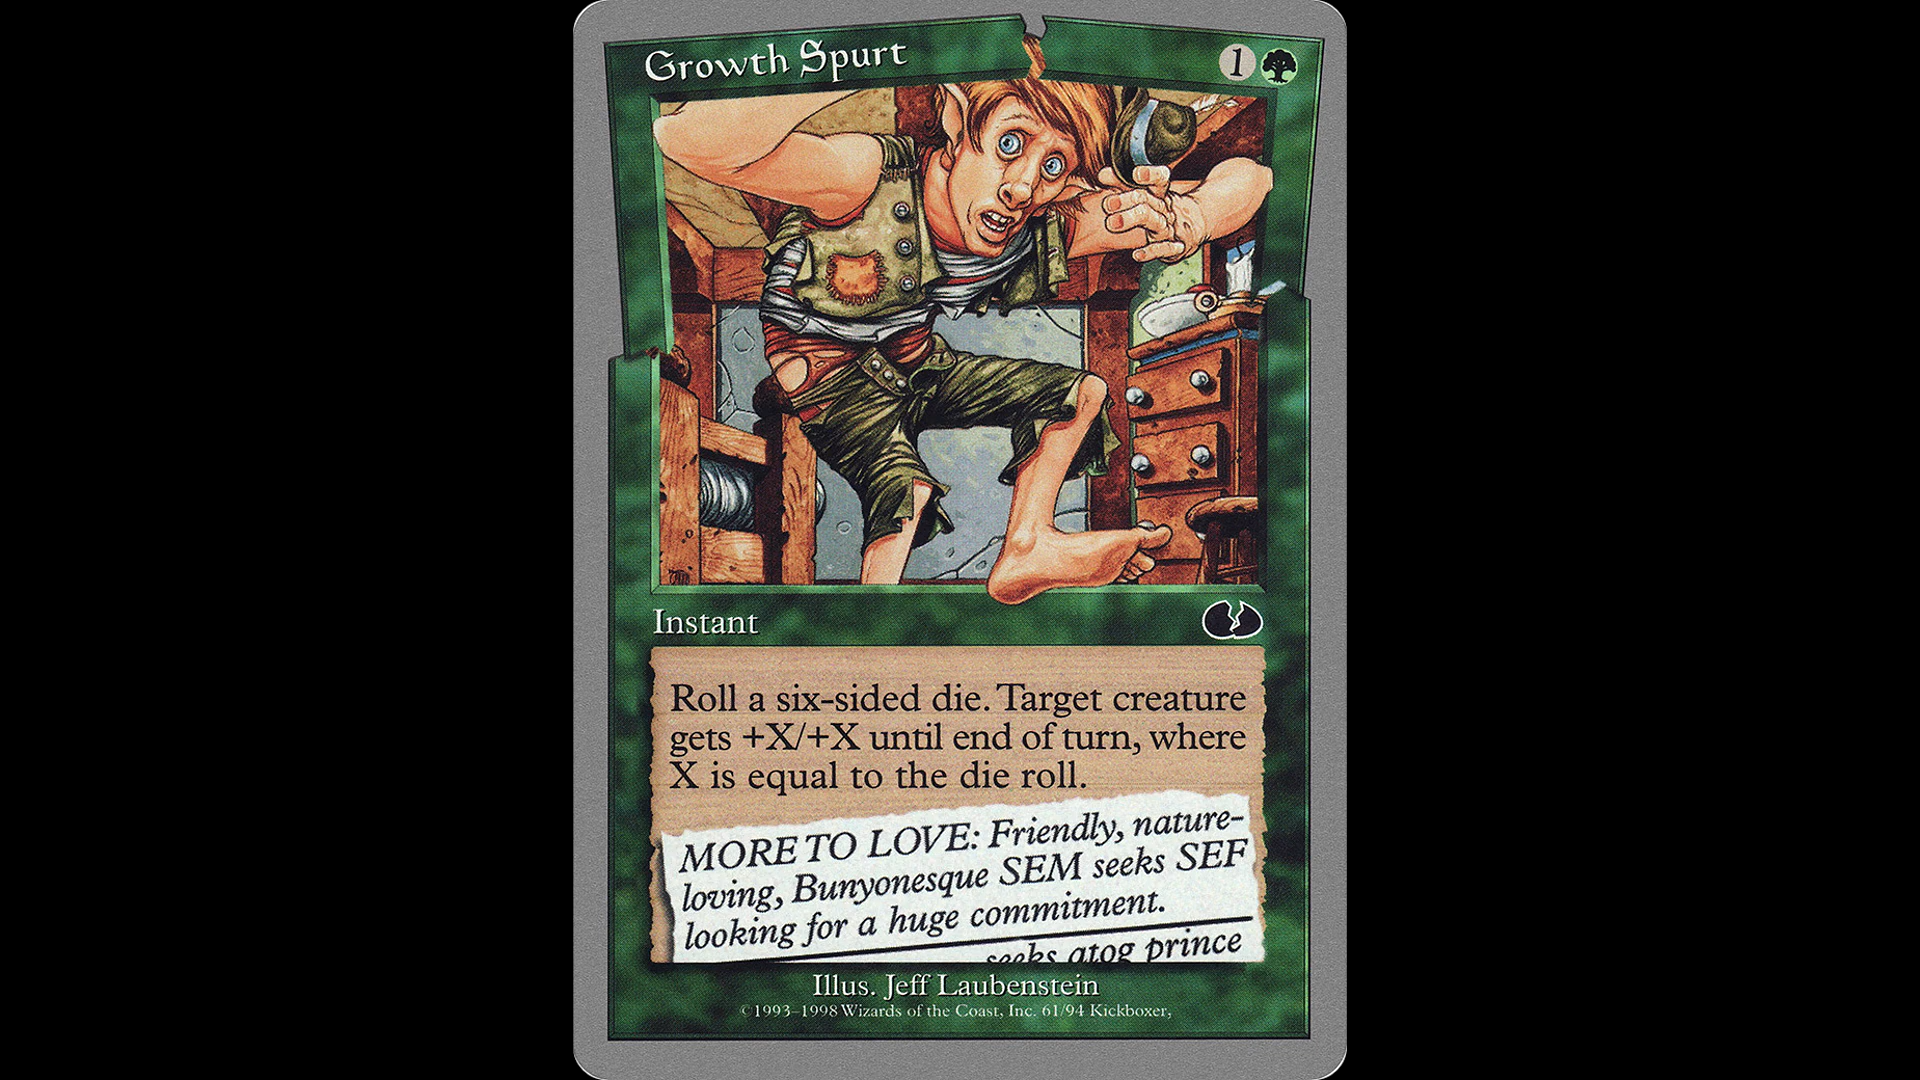 Growth Spurt
1
Instant
Roll a six-sided die. Target creature
gets +X/+X until end of turn, where
X is equal to the die roll.
MORE TO LOVE: Friendly, nature-
loving, Bunyonesque SEM seeks SEF
looking for a huge commitment.
seeks atog prince
Illus. Jeff Laubenstein
©1993–1998 Wizards of the Coast, Inc. 61/94 Kickboxer,